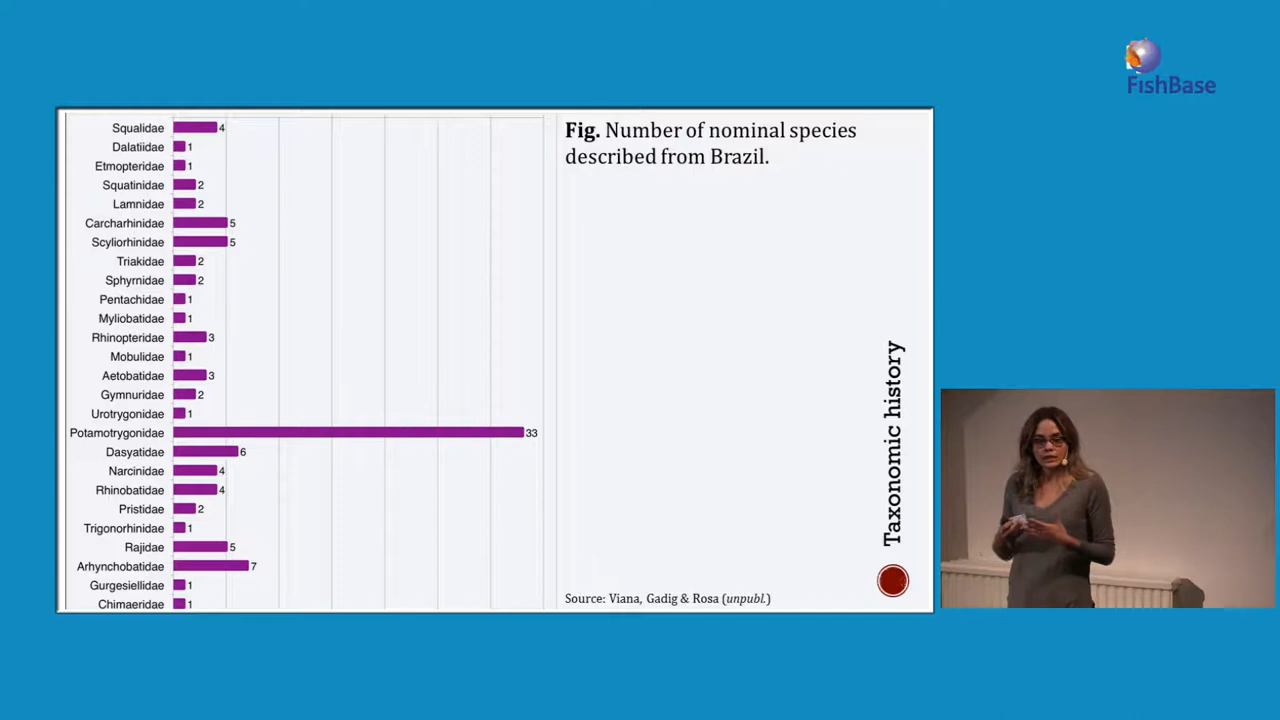 FishBase
Squalidae 4
Dalatiidae 1
Etmopteridae 1
Squatinidae 2
Lamnidae 2
Carcharhinidae 5
Scyliorhinidae 5
Triakidae 2
Sphyrnidae 2
Pentachidae 1
Myliobatidae 1
Rhinopteridae 3
Mobulidae 1
Aetobatidae 3
Gymnuridae 2
Urotrygonidae 1
Potamotrygonidae 33
Dasyatidae 6
Narcinidae 4
Rhinobatidae 4
Pristidae 2
Trigonorhinidae 1
Rajidae 5
Arhynchobatidae 7
Gurgesiellidae 1
Chimaeridae 1
Fig. Number of nominal species
described from Brazil.
Taxonomic history
Source: Viana, Gadig & Rosa (unpubl.)